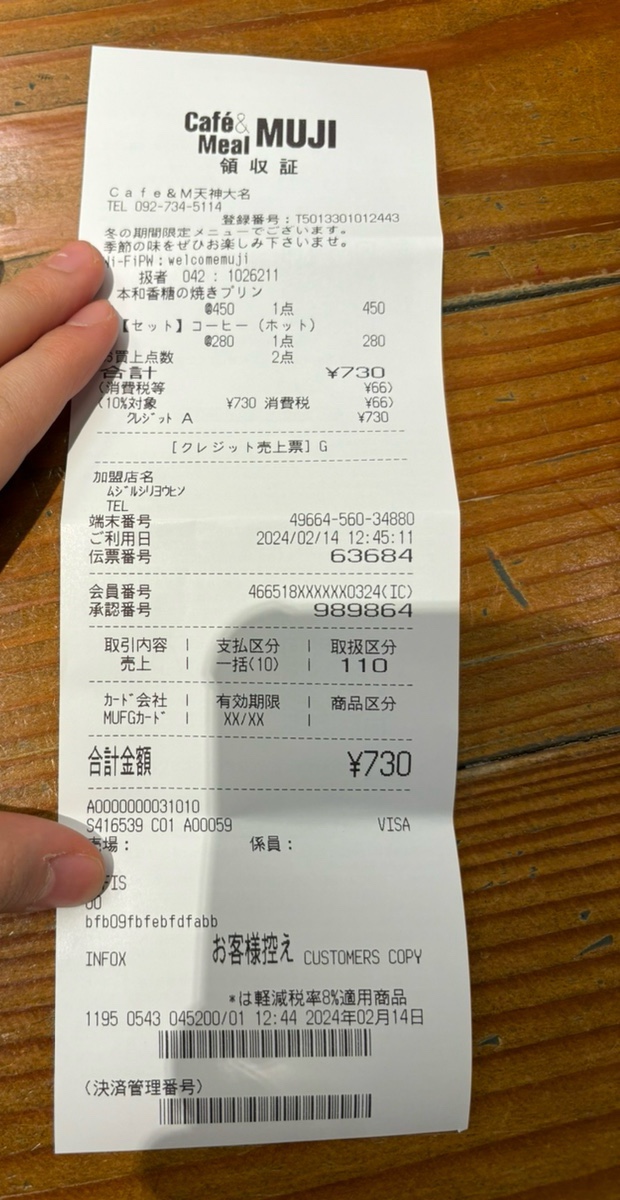 Café & Meal MUJI
領収証
Cafe&M天神大名
TEL 092-734-5114
登録番号:T5013301012443
冬の期間限定メニューでございます。
季節の味をぜひお楽しみ下さいませ。
i-FiPW:welcomemuji
扱者 042:1026211
本和香糖の焼きプリン
@450 1点 450
【セット】コーヒー(ホット)
@280 1点 280
買上点数 2点
合計 ¥730
(消費税等 ¥66)
(10%対象 ¥730 消費税 ¥66)
クレジット A ¥730
[クレジット売上票]G
加盟店名
ムジルシリヨウヒン
TEL
端末番号 49664-560-34880
ご利用日 2024/02/14 12:45:11
伝票番号 63684
会員番号 466518XXXXXX0324(IC)
承認番号 989864
取引内容 | 支払区分 | 取扱区分
売上 | 一括(10) | 110
カード会社 | 有効期限 | 商品区分
MUFGカード XX/XX |
合計金額 ¥730
A0000000031010
S416539 C01 A00059 VISA
売場: 係員:
FIS
00
bfb09fbfebfdfabb
INFOX お客様控え CUSTOMERS COPY
*は軽減税率8%適用商品
1195 0543 045200/01 12:44 2024年02月14日
(決済管理番号)